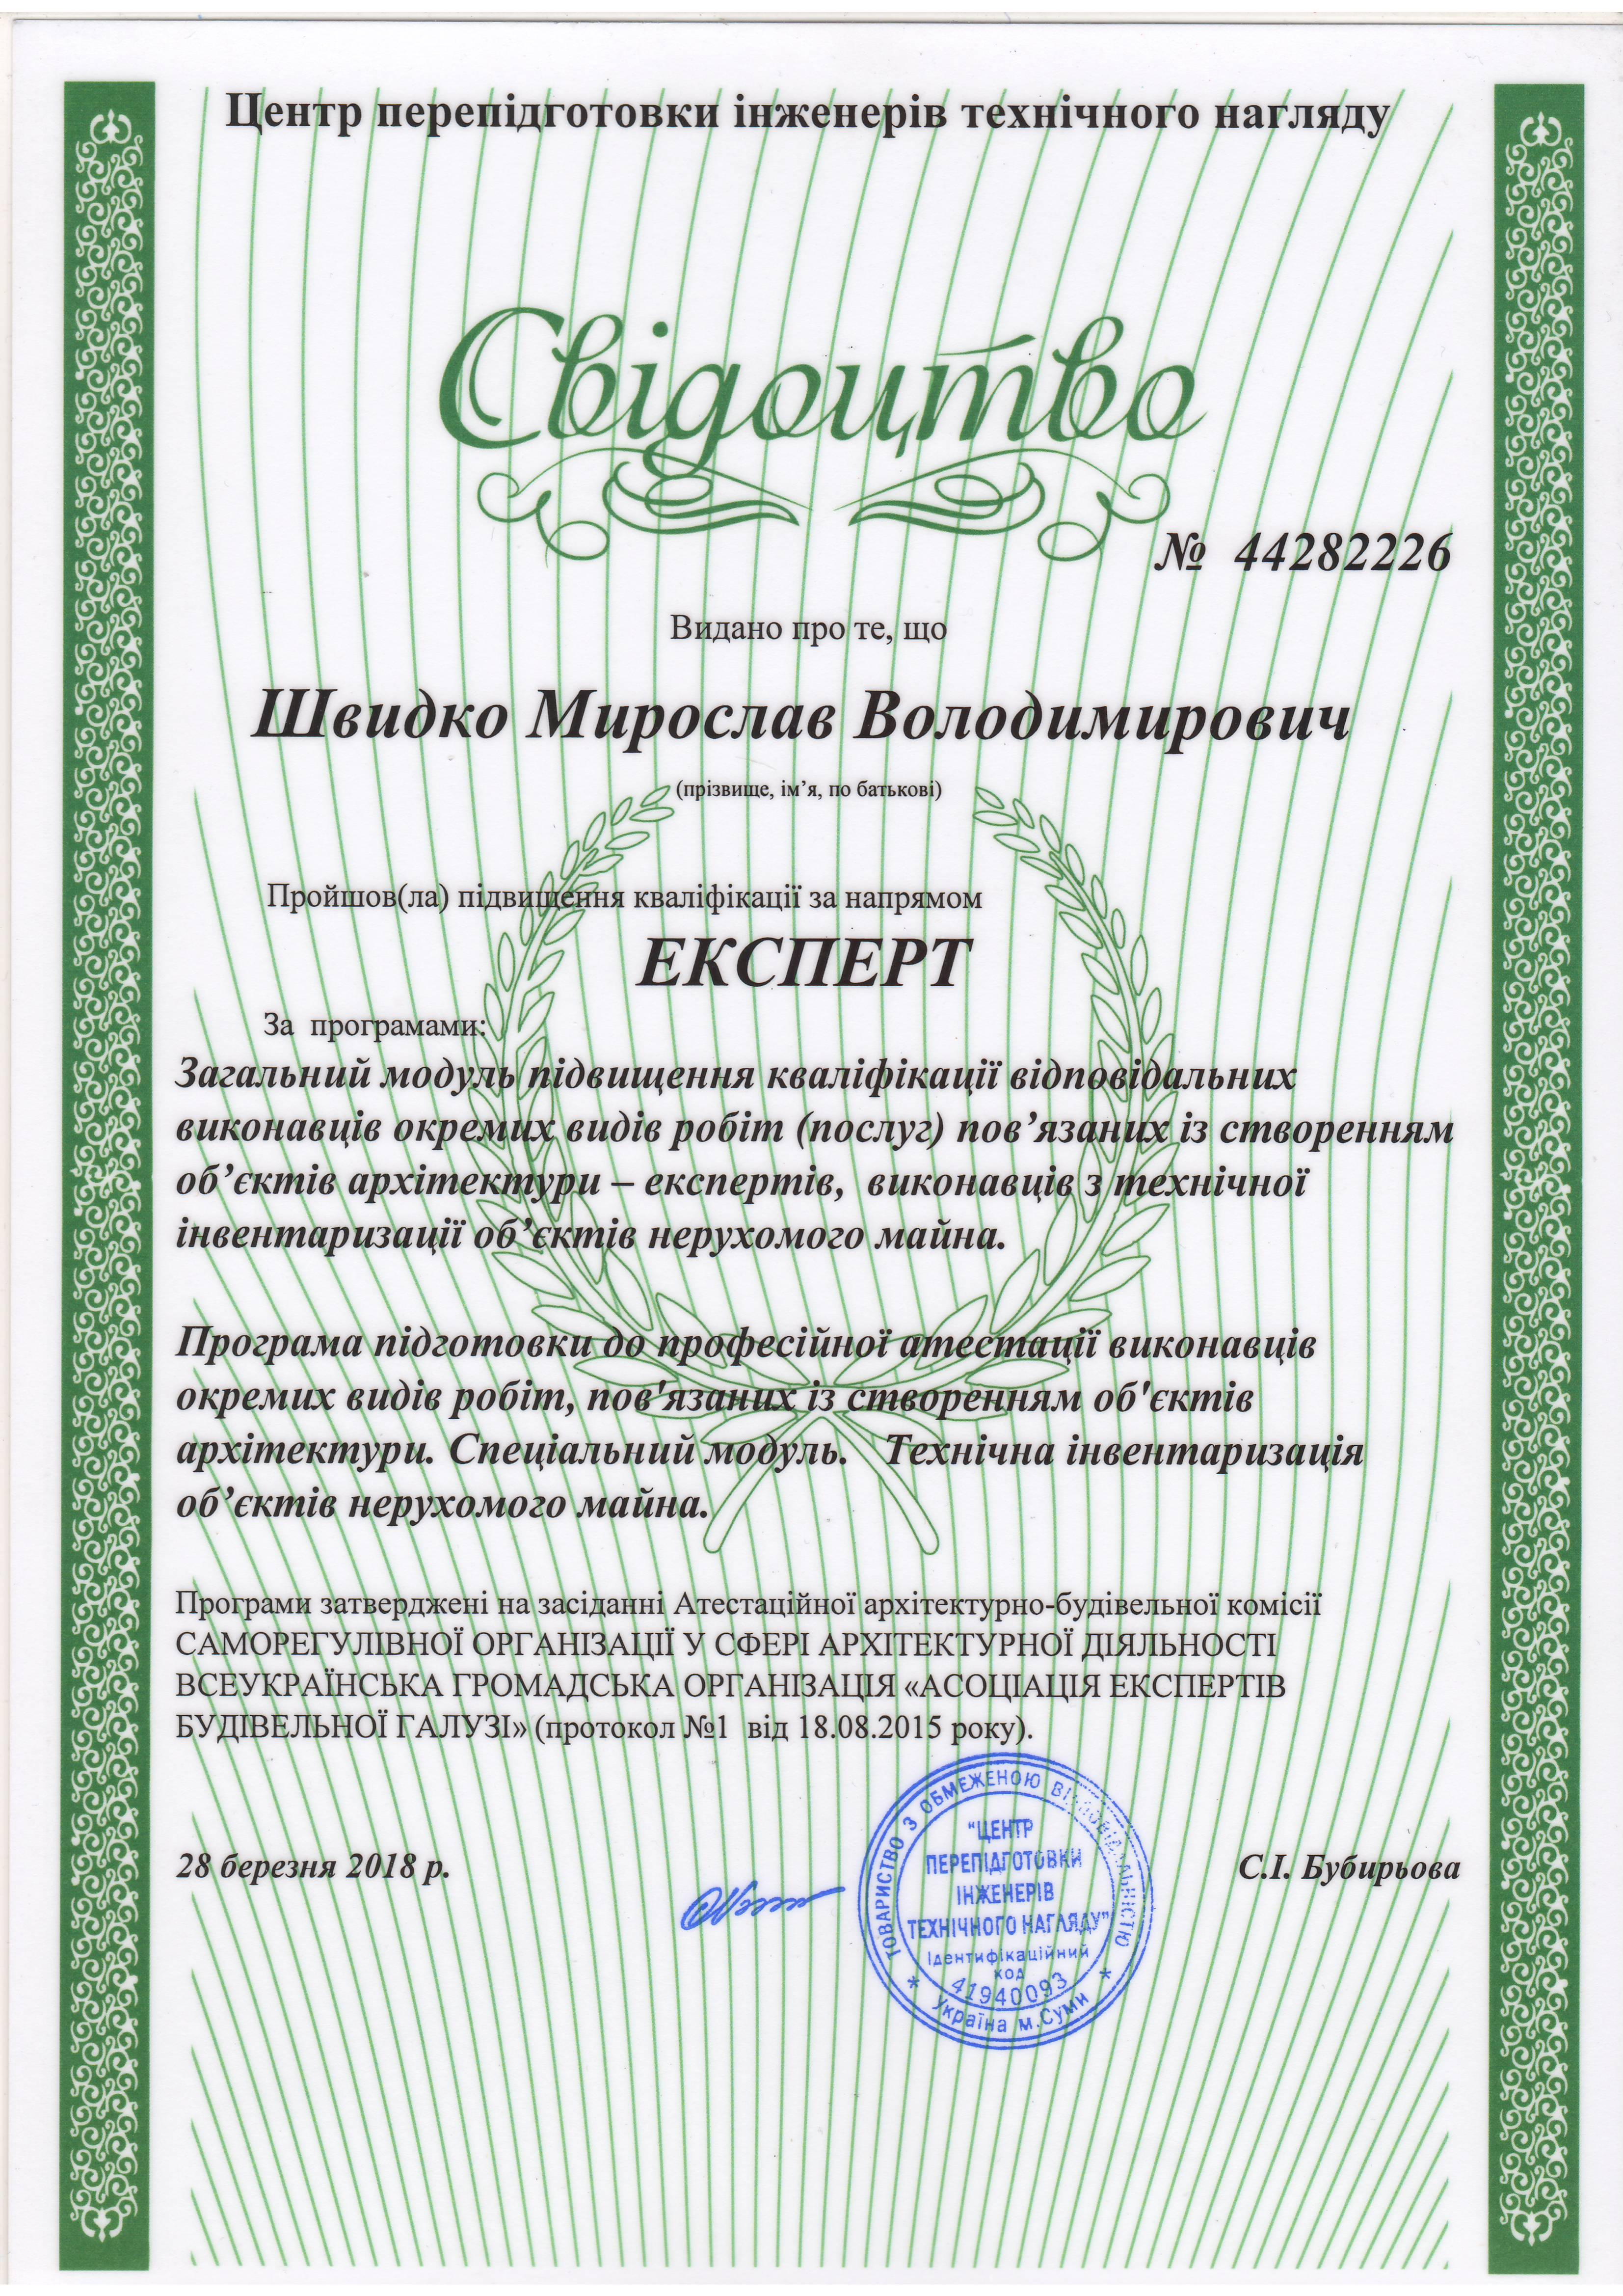 Центр перепідготовки інженерів технічного нагляду
Свідоцтво
№ 44282226
Видано про те, що
Швидко Мирослав Володимирович
(прізвище, ім’я, по батькові)
Пройшов(ла) підвищення кваліфікації за напрямом
ЕКСПЕРТ
За програмами:
Загальний модуль підвищення кваліфікації відповідальних
виконавців окремих видів робіт (послуг) пов’язаних із створенням
об’єктів архітектури – експертів, виконавців з технічної
інвентаризації об’єктів нерухомого майна.
Програма підготовки до професійної атестації виконавців
окремих видів робіт, пов'язаних із створенням об'єктів
архітектури. Спеціальний модуль. Технічна інвентаризація
об’єктів нерухомого майна.
Програми затверджені на засіданні Атестаційної архітектурно-будівельної комісії
САМОРЕГУЛІВНОЇ ОРГАНІЗАЦІЇ У СФЕРІ АРХІТЕКТУРНОЇ ДІЯЛЬНОСТІ
ВСЕУКРАЇНСЬКА ГРОМАДСЬКА ОРГАНІЗАЦІЯ «АСОЦІАЦІЯ ЕКСПЕРТІВ
БУДІВЕЛЬНОЇ ГАЛУЗІ» (протокол №1 від 18.08.2015 року).
28 березня 2018 р.
С.І. Бубирьова
ТОВАРИСТВО З ОБМЕЖЕНОЮ ВІДПОВІДАЛЬНІСТЮ
"ЦЕНТР
ПЕРЕПІДГОТОВКИ
ІНЖЕНЕРІВ
ТЕХНІЧНОГО НАГЛЯДУ"
Ідентифікаційний
код
41940093
* Україна м.Суми *